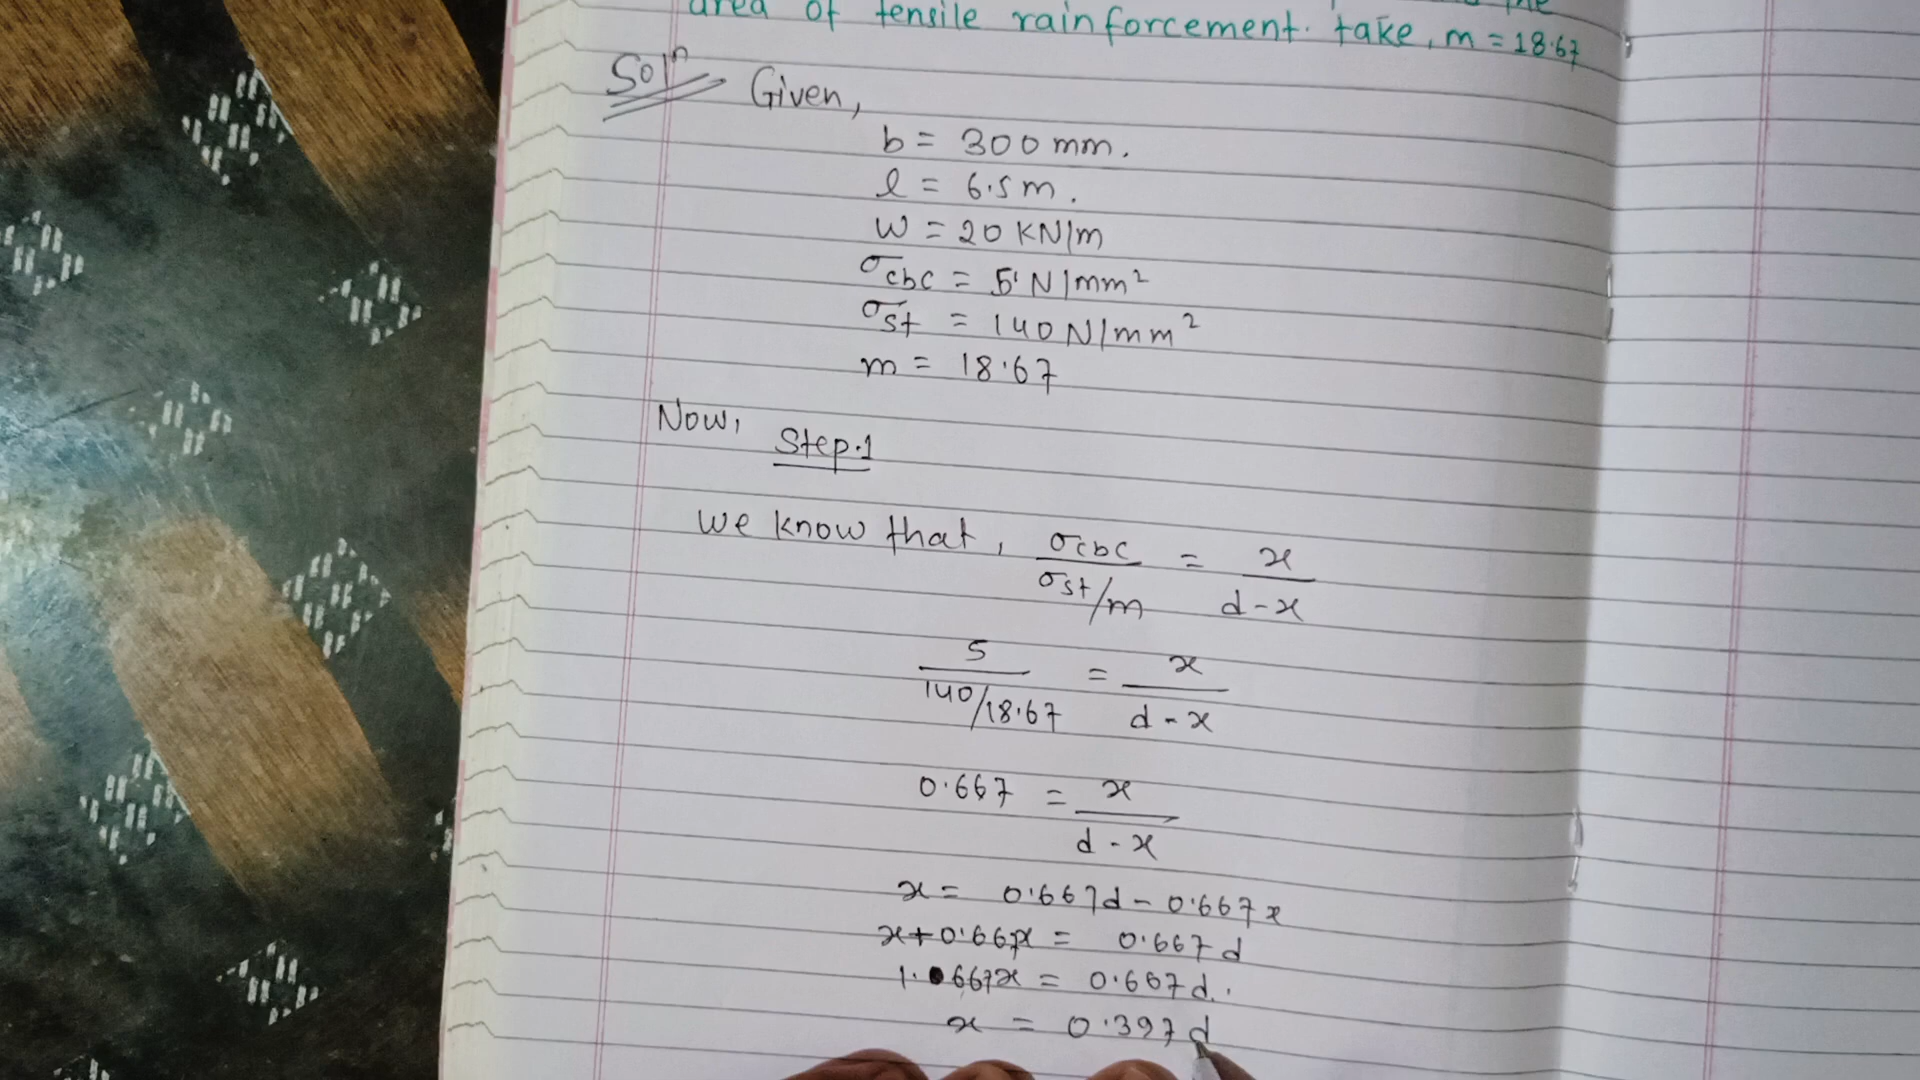 area of tensile rainforcement. take, m = 18.67
Solⁿ Given,
b = 300 mm.
l = 6.5 m.
W = 20 KN/m
σcbc = 5 N/mm²
σst = 140 N/mm²
m = 18.67
Now, Step.1
we know that, σcbc / (σst/m) = x / (d-x)
5 / (140/18.67) = x / (d-x)
0.667 = x / (d-x)
x = 0.667d - 0.667x
x+0.667x = 0.667d
1.667x = 0.667d.
x = 0.397d